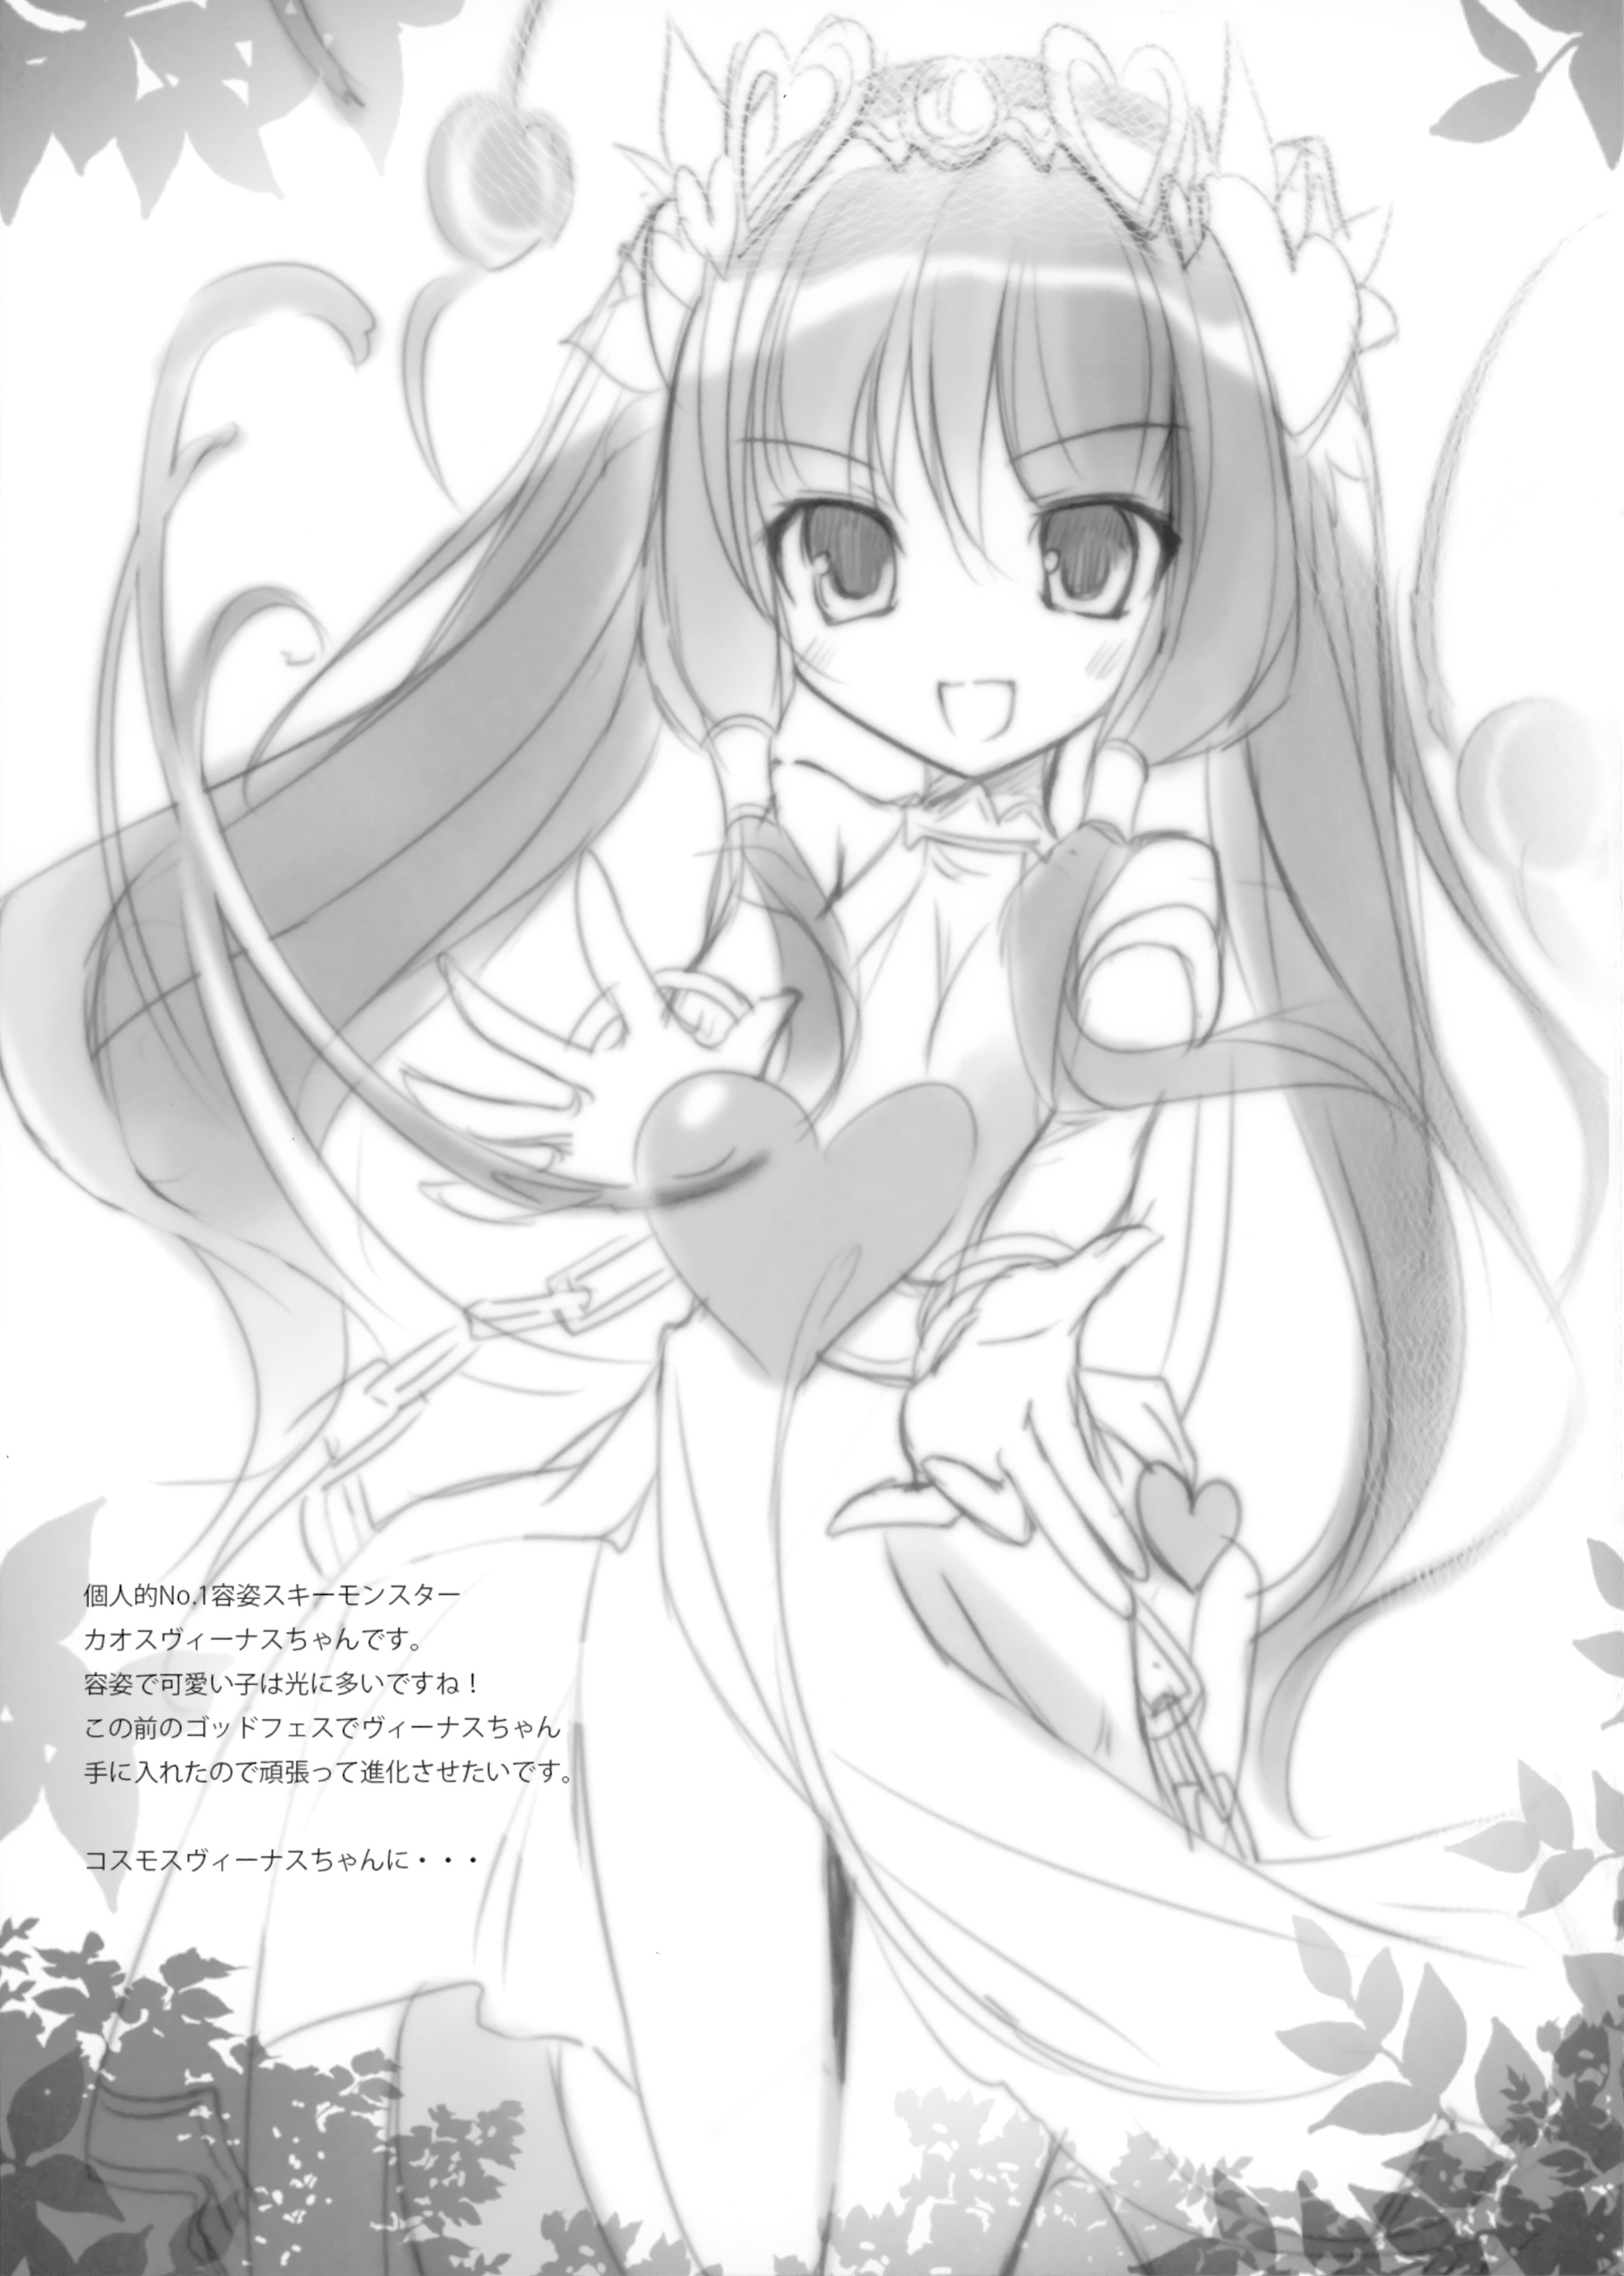 個人的No.1容姿スキーモンスター
カオスヴィーナスちゃんです。
容姿で可愛い子は光に多いですね！
この前のゴッドフェスでヴィーナスちゃん
手に入れたので頑張って進化させたいです。
コスモスヴィーナスちゃんに・・・